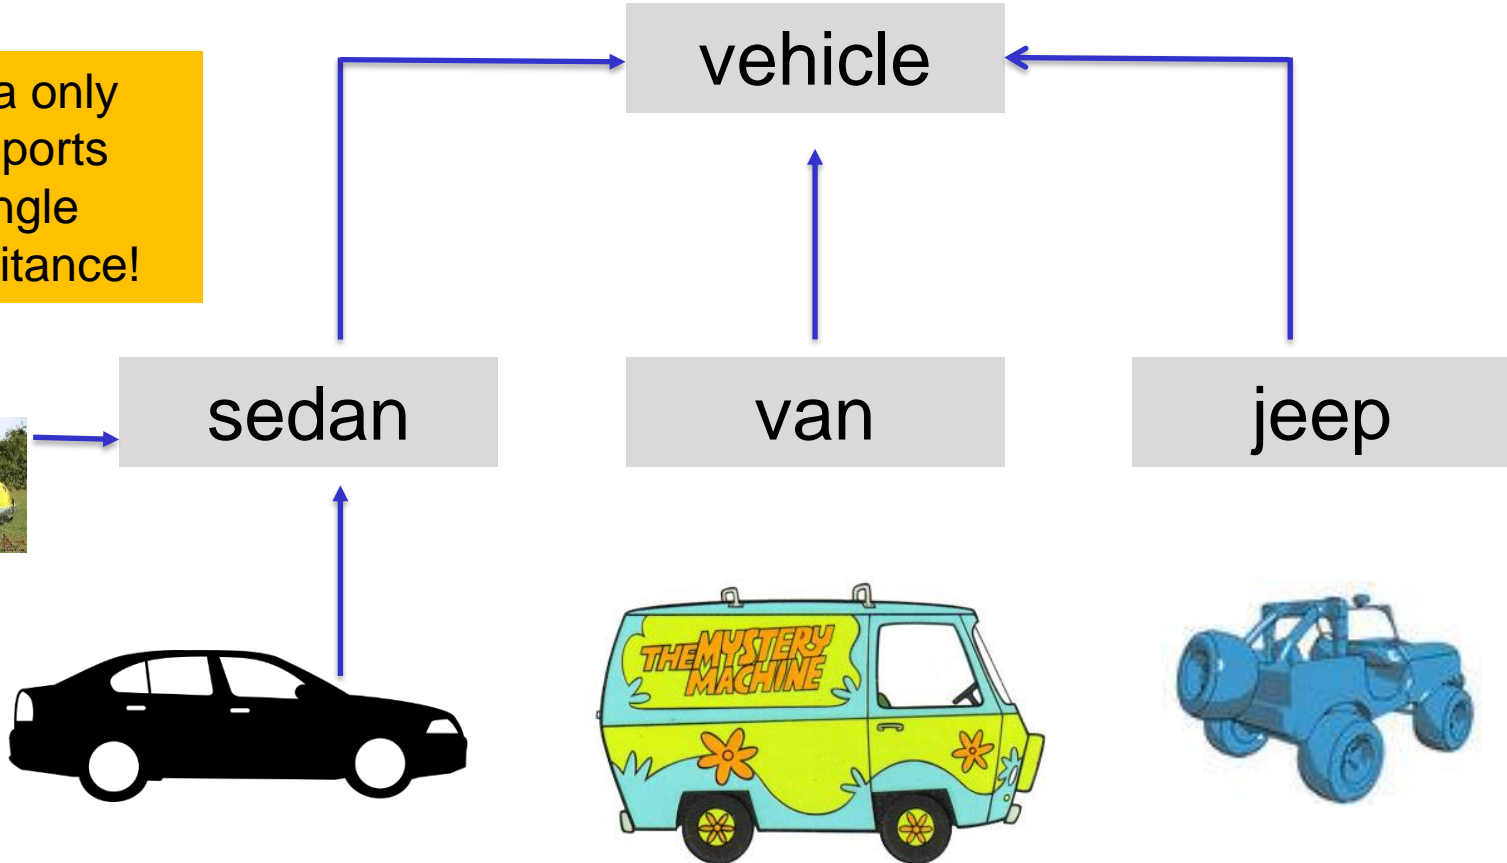 vehicle
a only
ports
ngle
itance!
sedan
van
jeep
THE MYSTERY
MACHINE